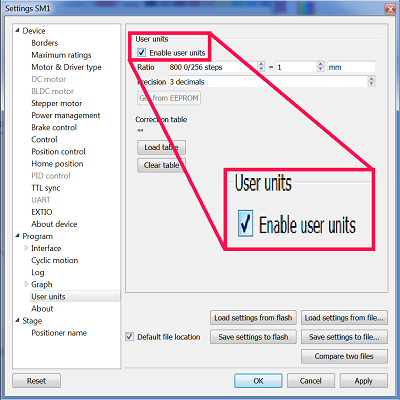 Settings SM1
Device
Borders
Maximum ratings
Motor & Driver type
DC motor
BLDC motor
Stepper motor
Power management
Brake control
Control
Position control
Home position
PID control
TTL sync
UART
EXTIO
About device
Program
Interface
Cyclic motion
Log
Graph
User units
About
Stage
Positioner name
User units
Enable user units
Ratio 800 0/256 steps = 1 mm
Precision 3 decimals
Get from EEPROM
Correction table
""
Load table
Clear table
User units
Enable user units
Load settings from flash Load settings from file...
Default file location Save settings to flash Save settings to file...
Compare two files
Reset OK Cancel Apply